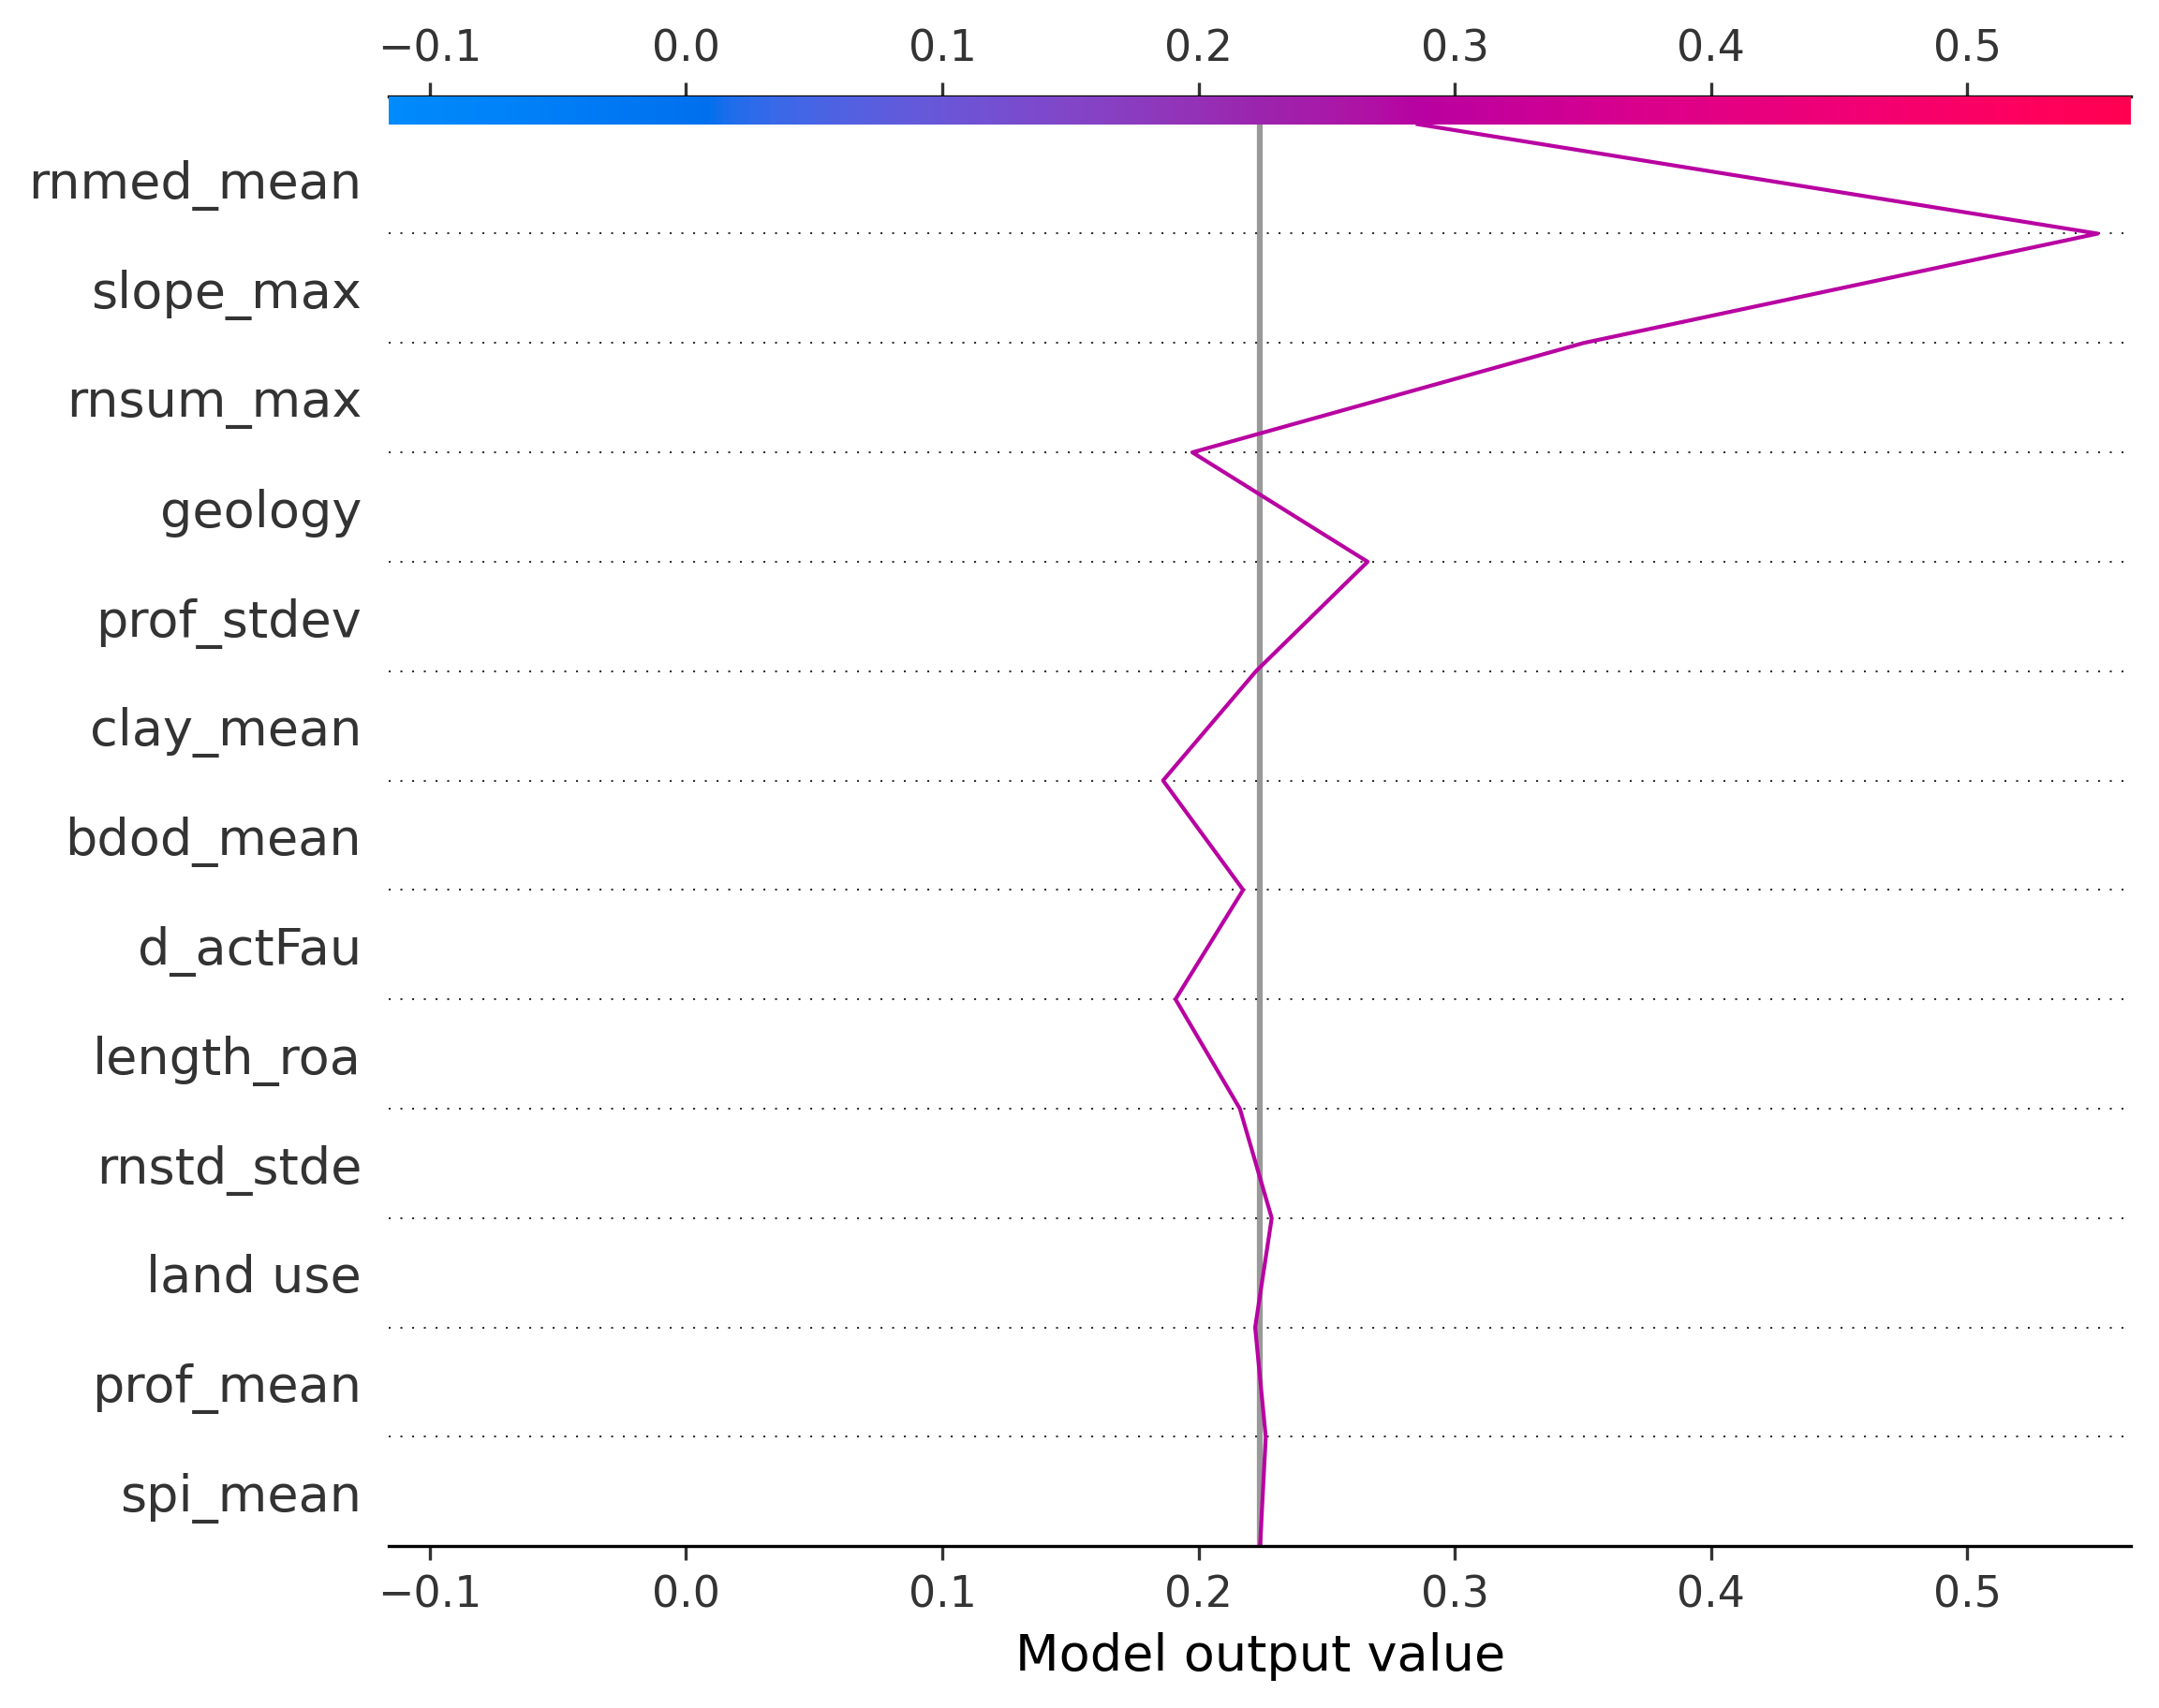 −0.1 0.0 0.1 0.2 0.3 0.4 0.5
rnmed_mean
slope_max
rnsum_max
geology
prof_stdev
clay_mean
bdod_mean
d_actFau
length_roa
rnstd_stde
land use
prof_mean
spi_mean
−0.1 0.0 0.1 0.2 0.3 0.4 0.5
Model output value